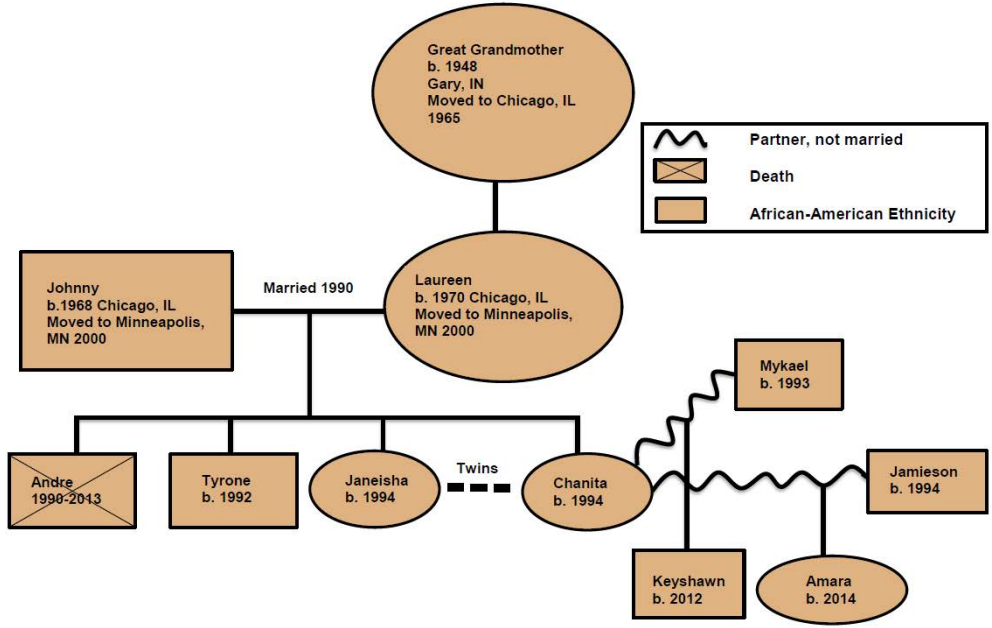 Great Grandmother
b. 1948
Gary, IN
Moved to Chicago, IL
1965
Partner, not married
Death
African-American Ethnicity
Johnny
b.1968 Chicago, IL
Moved to Minneapolis,
MN 2000
Married 1990
Laureen
b. 1970 Chicago, IL
Moved to Minneapolis,
MN 2000
Mykael
b. 1993
Andre
1990-2013
Tyrone
b. 1992
Janeisha
b. 1994
Twins
Chanita
b. 1994
Jamieson
b. 1994
Keyshawn
b. 2012
Amara
b. 2014